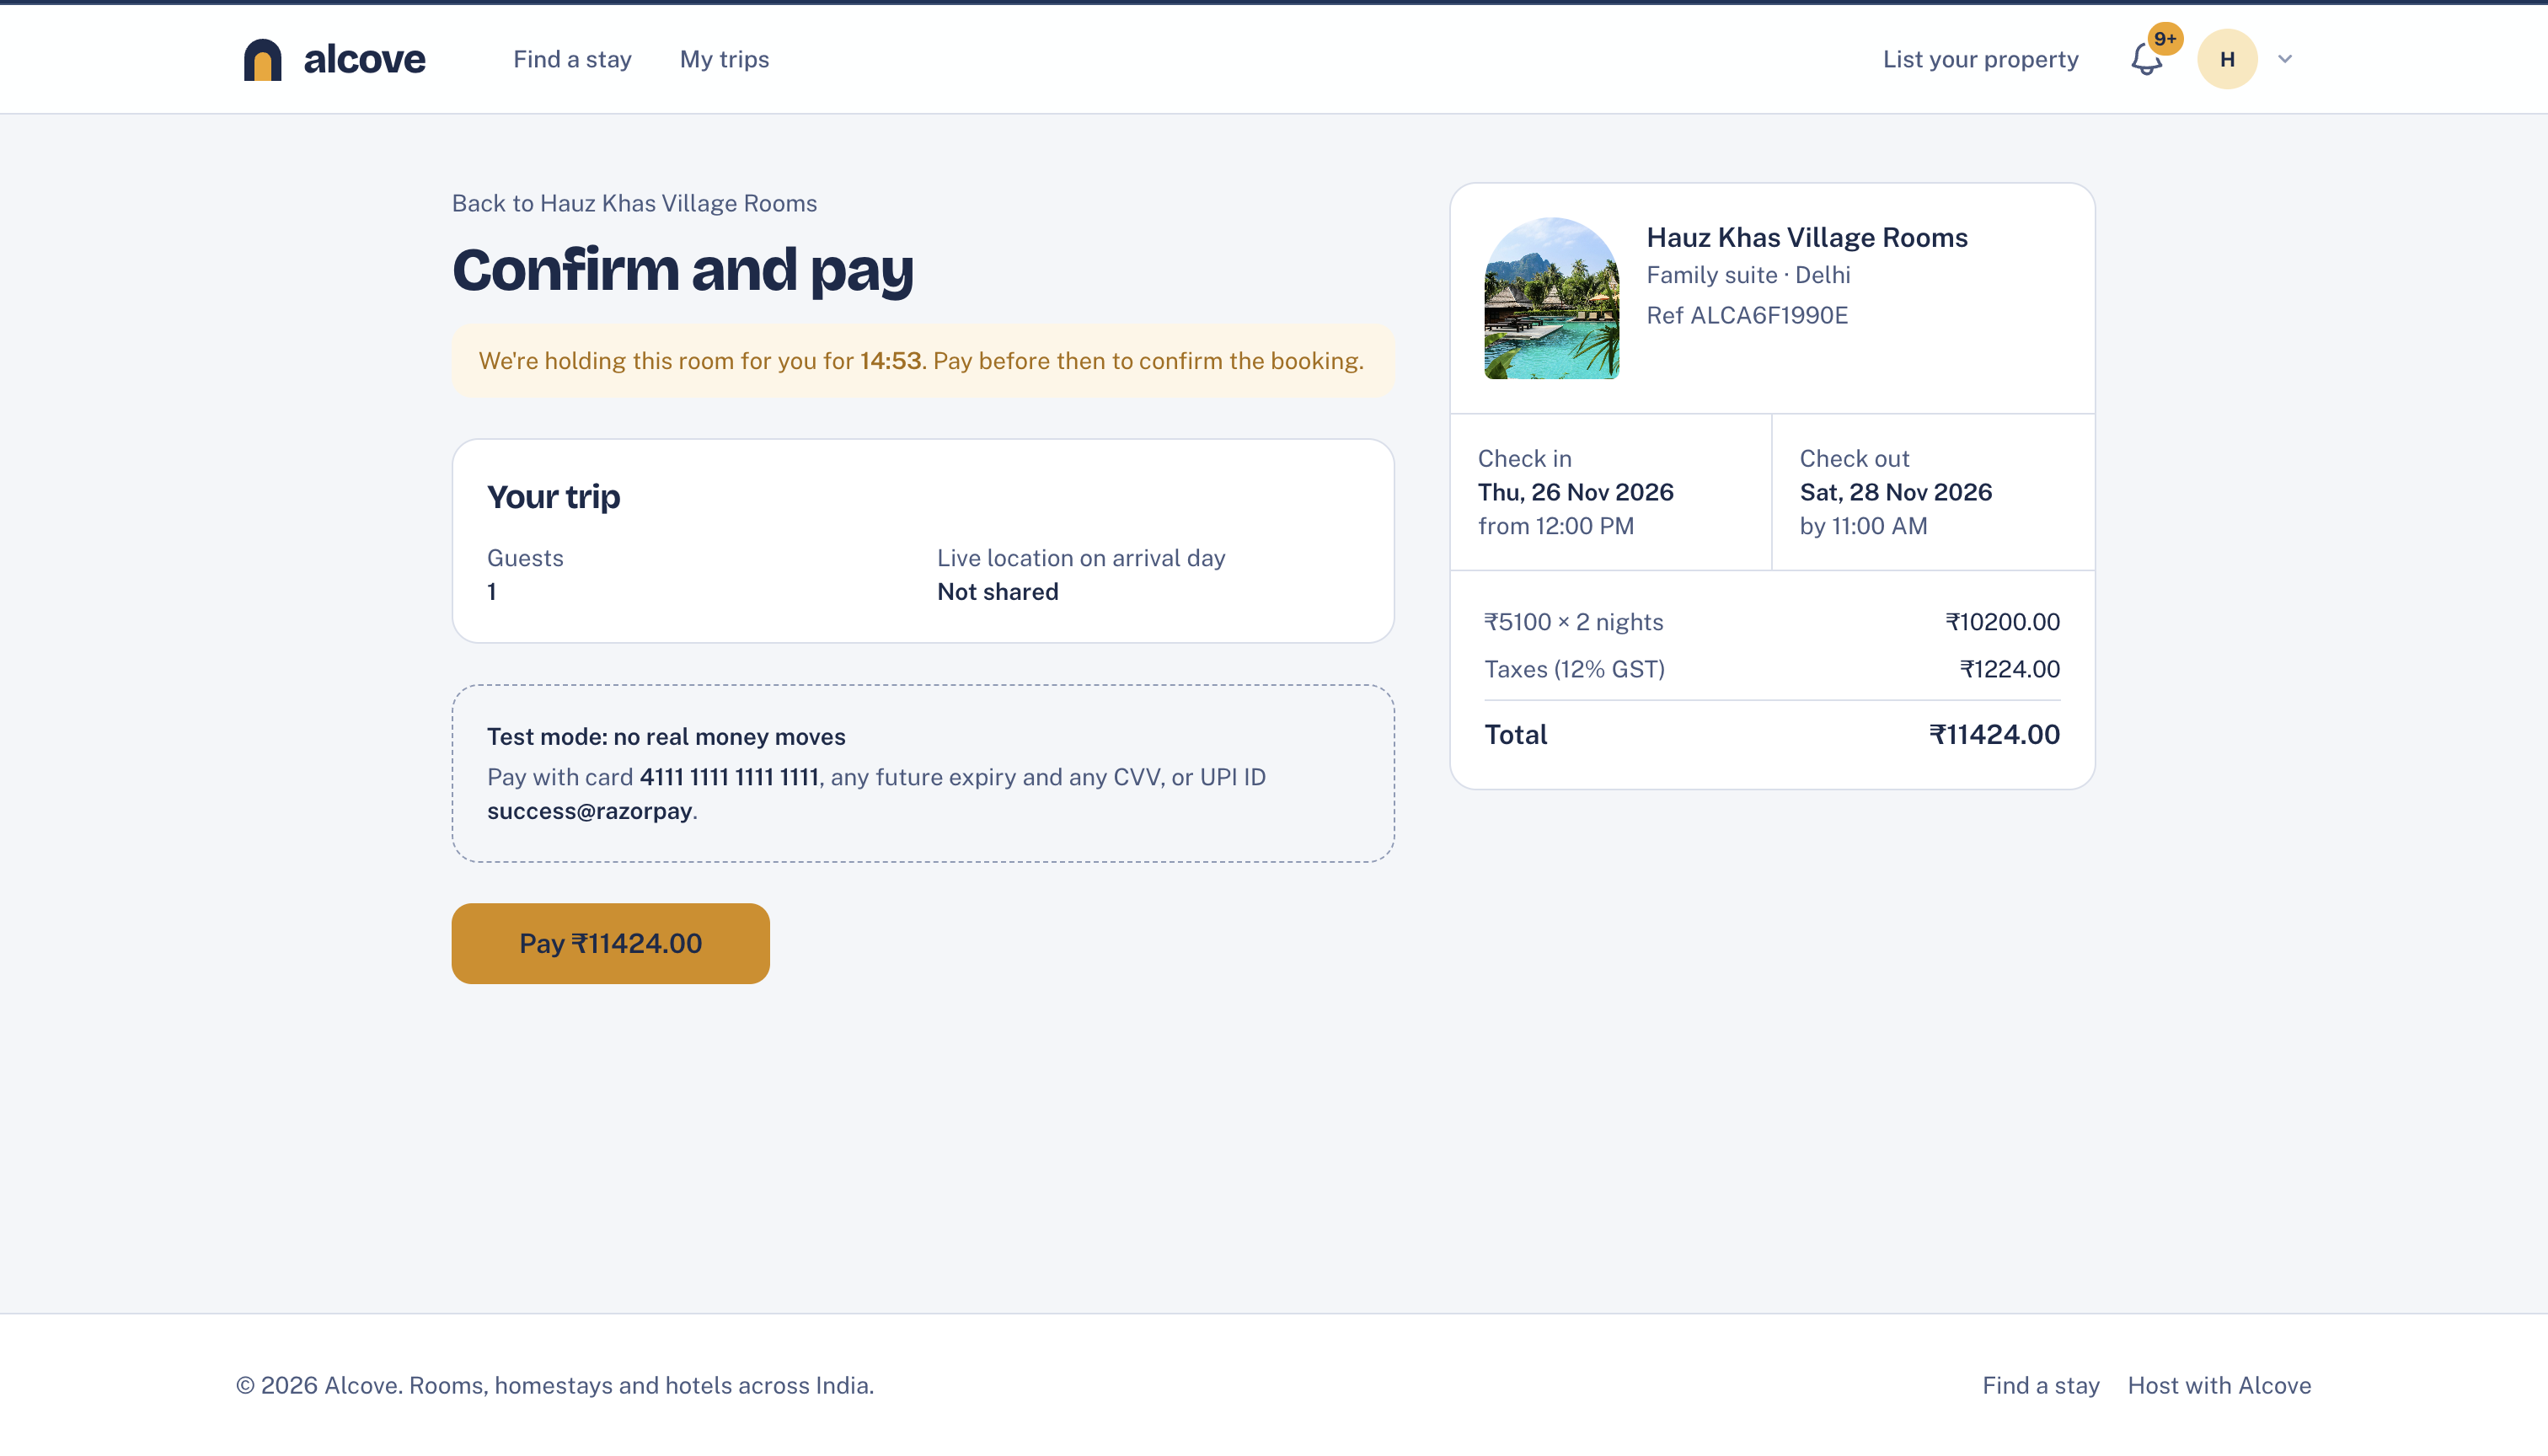 alcove
Find a stay
My trips
List your property
9+
H
Back to Hauz Khas Village Rooms
Confirm and pay
We're holding this room for you for 14:53. Pay before then to confirm the booking.
Your trip
Guests
1
Live location on arrival day
Not shared
Test mode: no real money moves
Pay with card 4111 1111 1111 1111, any future expiry and any CVV, or UPI ID
success@razorpay.
Pay ₹11424.00
Hauz Khas Village Rooms
Family suite · Delhi
Ref ALCA6F1990E
Check in
Thu, 26 Nov 2026
from 12:00 PM
Check out
Sat, 28 Nov 2026
by 11:00 AM
₹5100 × 2 nights
₹10200.00
Taxes (12% GST)
₹1224.00
Total
₹11424.00
© 2026 Alcove. Rooms, homestays and hotels across India.
Find a stay
Host with Alcove